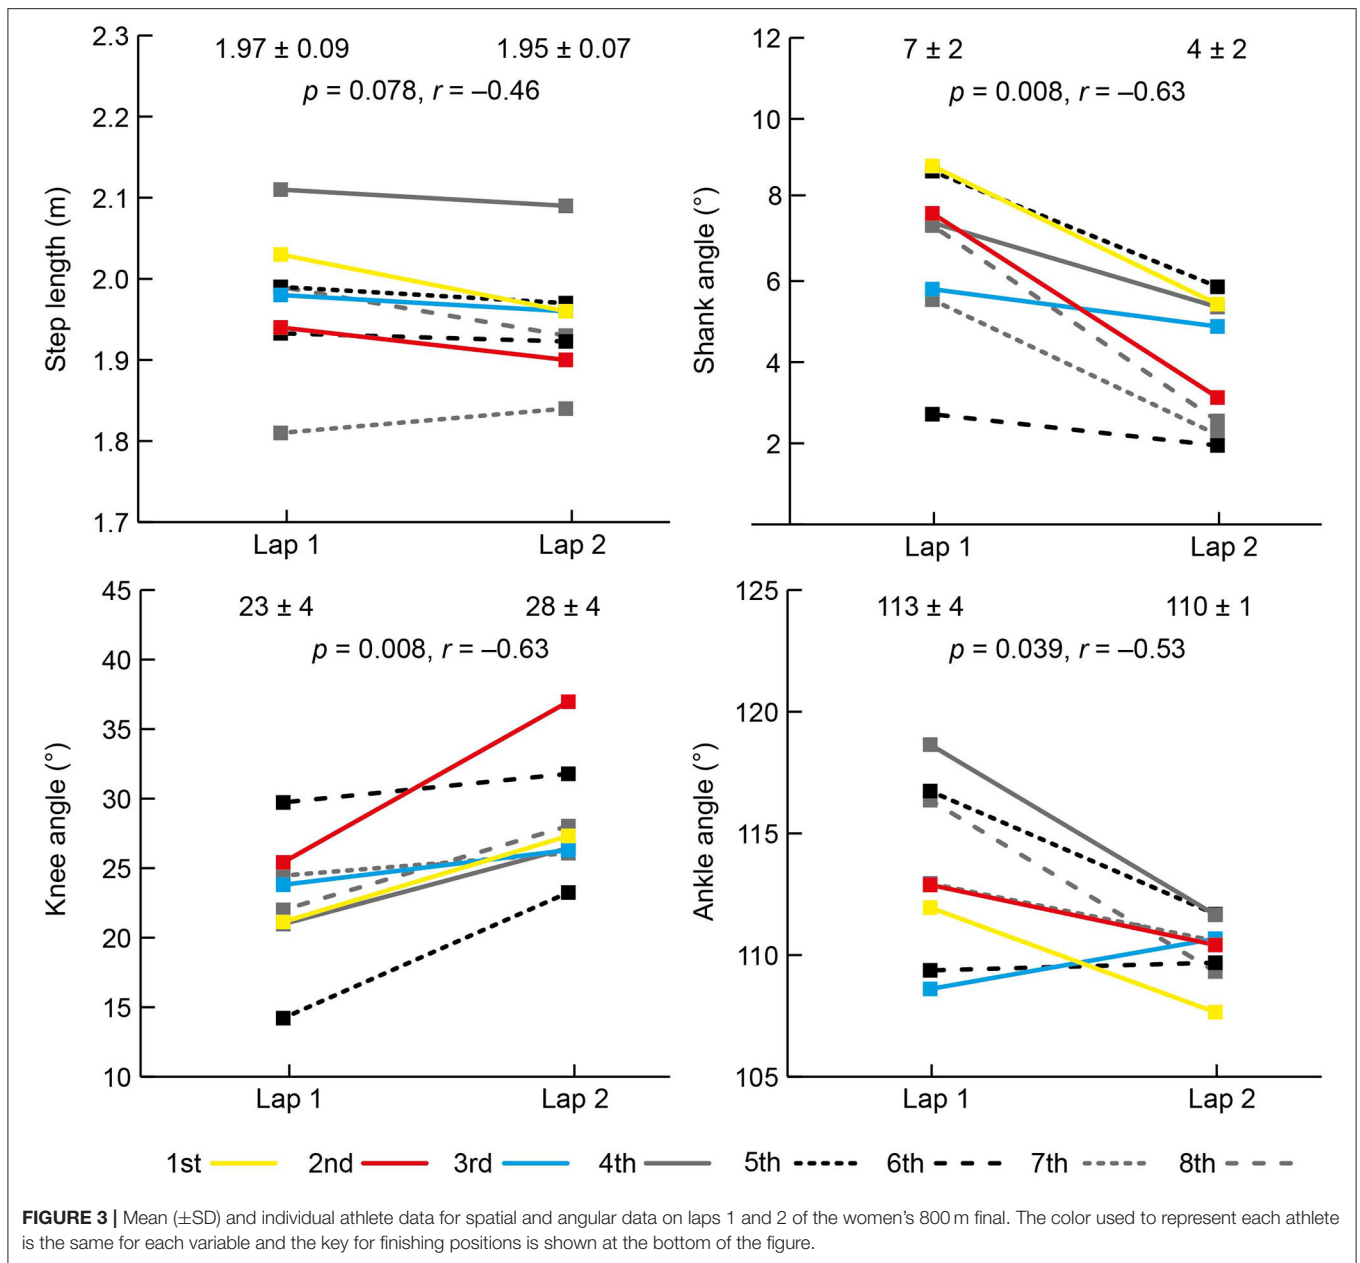 2.3
2.2
2.1
2.0
1.9
1.8
1.7
Step length (m)
1.97 ± 0.09 1.95 ± 0.07
p = 0.078, r = –0.46
Lap 1 Lap 2
12
10
8
6
4
2
Shank angle (°)
7 ± 2 4 ± 2
p = 0.008, r = –0.63
Lap 1 Lap 2
45
40
35
30
25
20
15
10
Knee angle (°)
23 ± 4 28 ± 4
p = 0.008, r = –0.63
Lap 1 Lap 2
125
120
115
110
105
Ankle angle (°)
113 ± 4 110 ± 1
p = 0.039, r = –0.53
Lap 1 Lap 2
1st 2nd 3rd 4th 5th 6th 7th 8th
FIGURE 3 | Mean (±SD) and individual athlete data for spatial and angular data on laps 1 and 2 of the women's 800 m final. The color used to represent each athlete
is the same for each variable and the key for finishing positions is shown at the bottom of the figure.